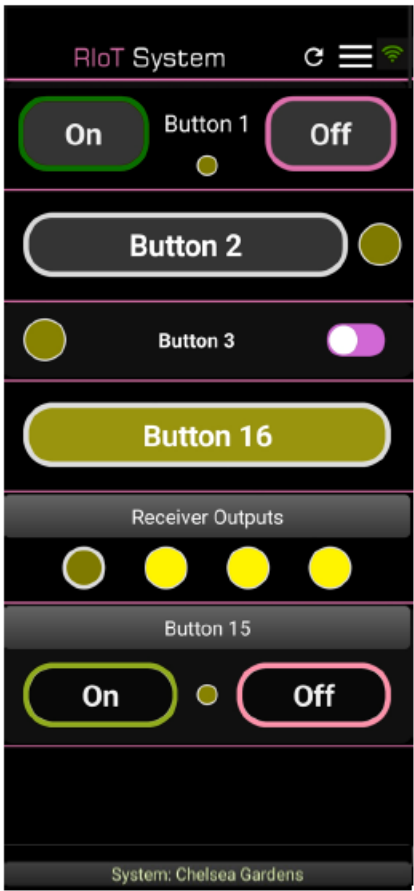 RIoT System
On Button 1 Off
Button 2
Button 3
Button 16
Receiver Outputs
Button 15
On Off
System: Chelsea Gardens